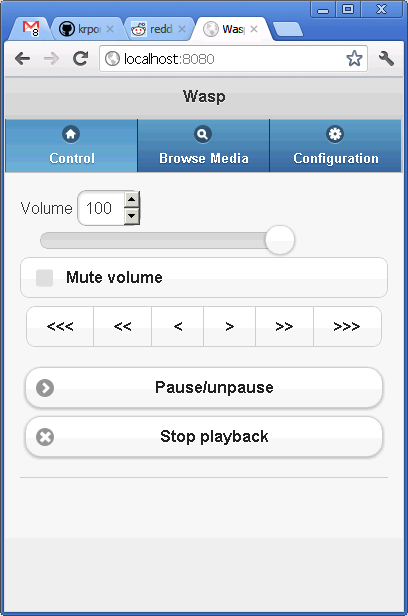 8 krpo redd Wasp
localhost:8080
Wasp
Control Browse Media Configuration
Volume 100
Mute volume
<<< << < > >> >>>
Pause/unpause
Stop playback